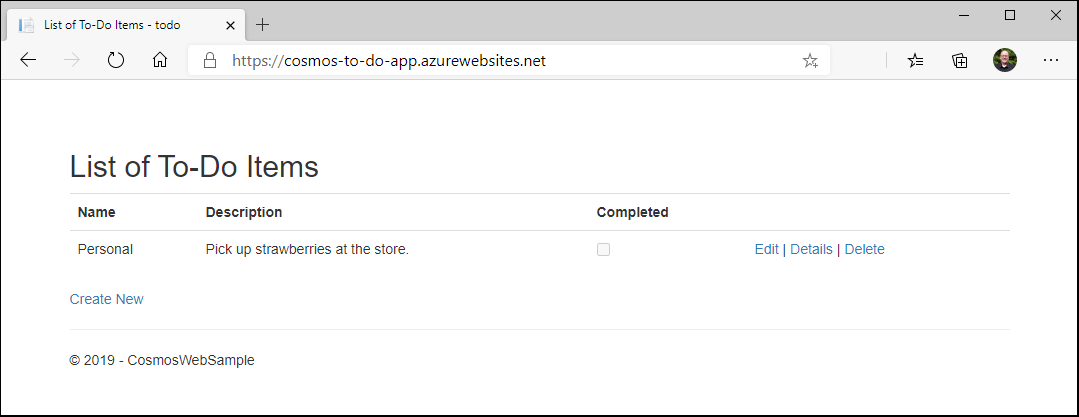 List of To-Do Items - todo
https://cosmos-to-do-app.azurewebsites.net
List of To-Do Items
Name Description Completed
Personal Pick up strawberries at the store. Edit | Details | Delete
Create New
© 2019 - CosmosWebSample